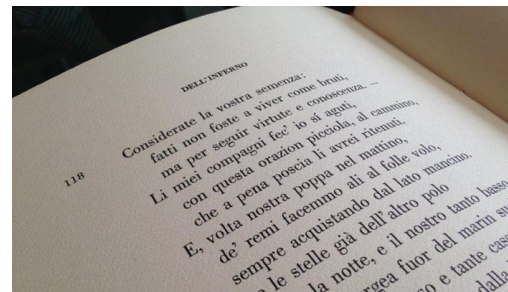 DELL'INFERNO
Considerate la vostra semenza:
fatti non foste a viver come bruti,
118
ma per seguir virtute e conoscenza. —
Li miei compagni fec' io sì aguti,
con questa orazion picciola, al cammino,
che a pena poscia li avrei ritenuti.
E, volta nostra poppa nel mattino,
de' remi facemmo ali al folle volo,
sempre acquistando dal lato mancino.
le stelle già dell'altro polo
la notte, e il nostro tanto basso
fuor del marin
e tante
dalla